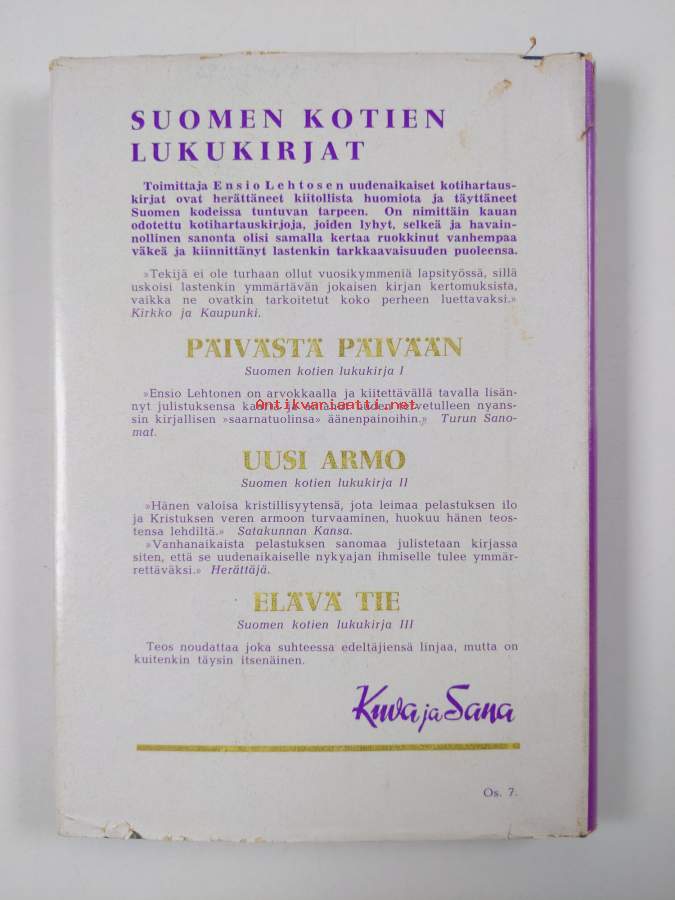 SUOMEN KOTIEN
LUKUKIRJAT
Toimittaja Ensio Lehtosen uudenaikaiset kotihartaus-
kirjat ovat herättäneet kiitollista huomiota ja täyttäneet
Suomen kodeissa tuntuvan tarpeen. On nimittäin kauan
odotettu kotihartauskirjoja, joiden lyhyt, selkeä ja havain-
nollinen sanonta olisi samalla kertaa ruokkinut vanhempaa
väkeä ja kiinnittänyt lastenkin tarkkaavaisuuden puoleensa.
»Tekijä ei ole turhaan ollut vuosikymmeniä lapsityössä, sillä
uskoisi lastenkin ymmärtävän jokaisen kirjan kertomuksista,
vaikka ne ovatkin tarkoitetut koko perheen luettavaksi.»
Kirkko ja Kaupunki.
PÄIVÄSTÄ PÄIVÄÄN
Suomen kotien lukukirja I
»Ensio Lehtonen on arvokkaalla ja kiitettävällä tavalla lisän-
nyt julistuksensa ja uuden tervetulleen nyans-
Antikvariaatti.net
sin kirjallisen »saarnatuolinsa» äänenpainoihin.» Turun Sano-
mat.
UUSI ARMO
Suomen kotien lukukirja II
»Hänen valoisa kristillisyytensä, jota leimaa pelastuksen ilo
ja Kristuksen veren armoon turvaaminen, huokuu hänen teos-
tensa lehdiltä.» Satakunnan Kansa.
»Vanhanaikaista pelastuksen sanomaa julistetaan kirjassa
siten, että se uudenaikaiselle nykyajan ihmiselle tulee ymmär-
rettäväksi.» Herättäjä.
ELÄVÄ TIE
Suomen kotien lukukirja III
Teos noudattaa joka suhteessa edeltäjiensä linjaa, mutta on
kuitenkin täysin itsenäinen.
Kuva ja Sana
Os. 7.